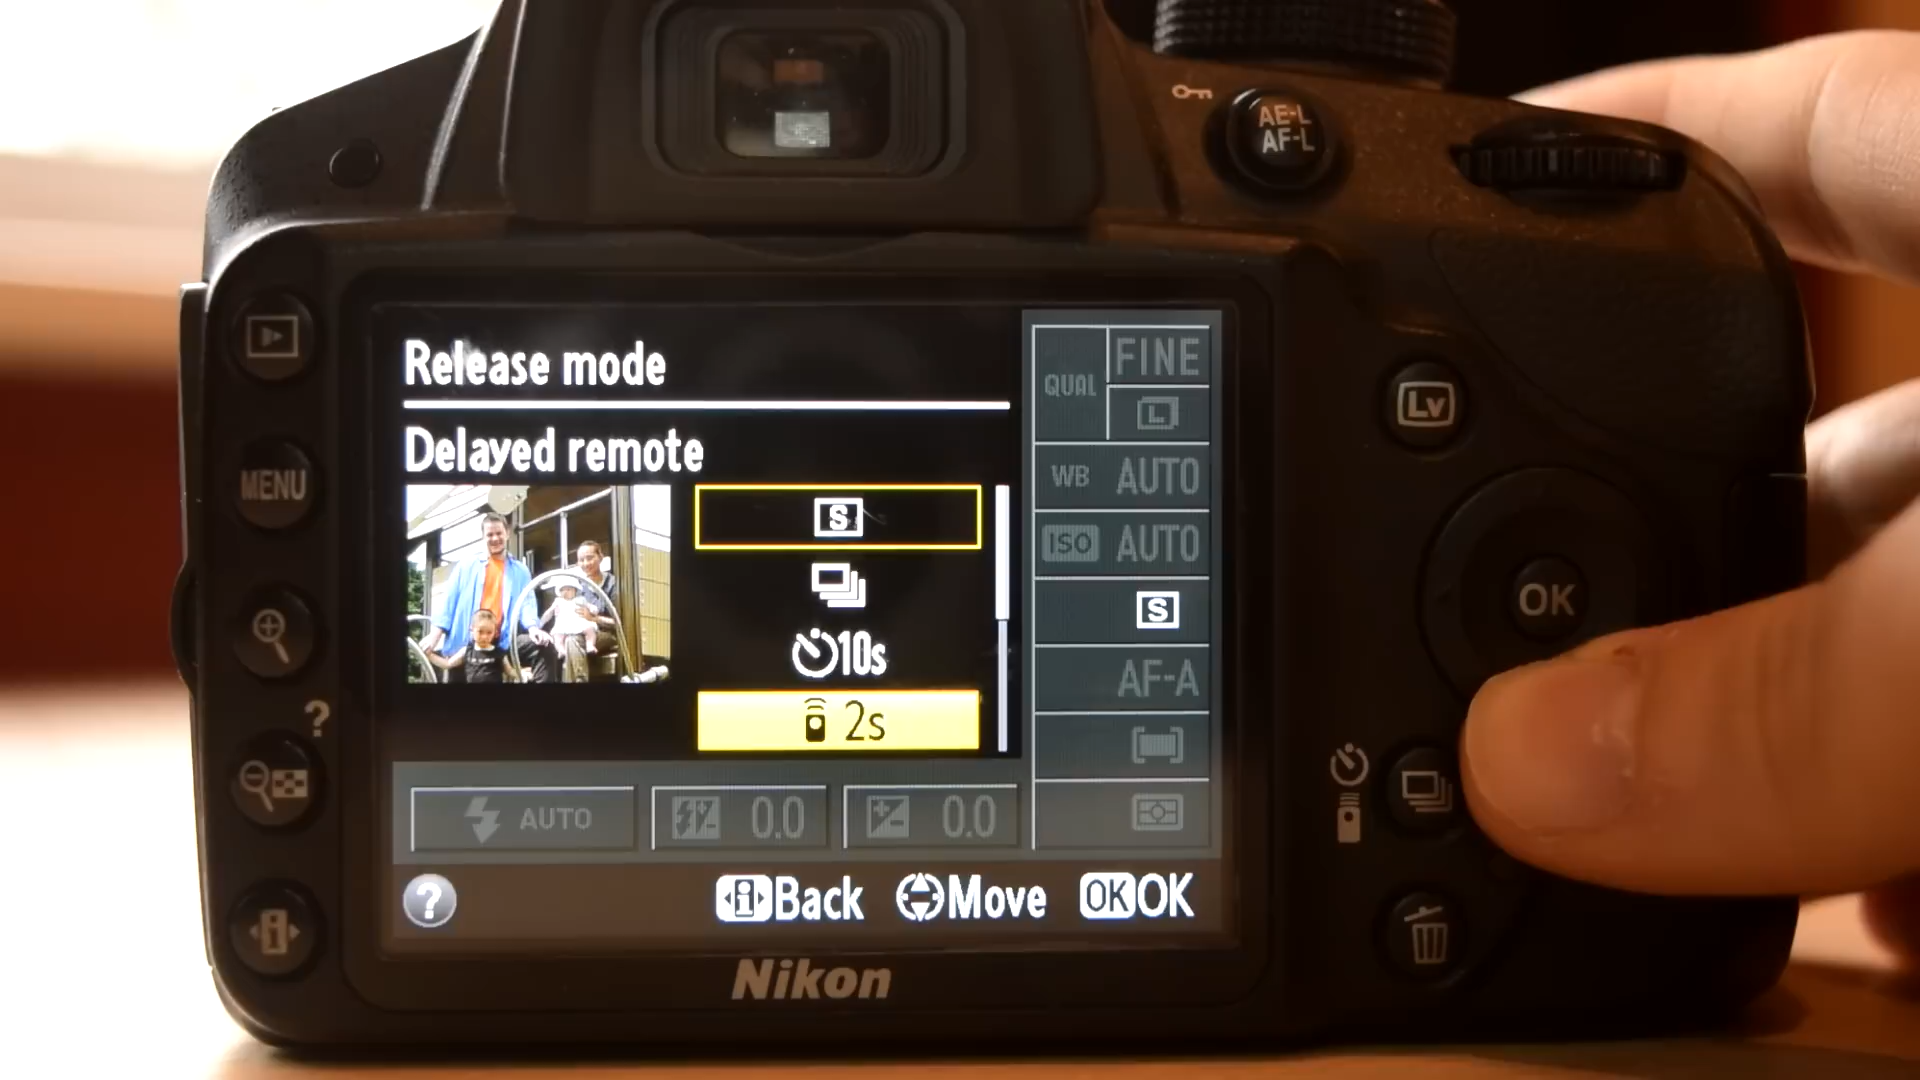 AE-L
AF-L
Release mode
Delayed remote
S
10s
2s
QUAL
FINE
L
WB AUTO
ISO AUTO
S
AF-A
AUTO
0.0
0.0
? i Back Move OK OK
MENU
?
i
Lv
OK
Nikon